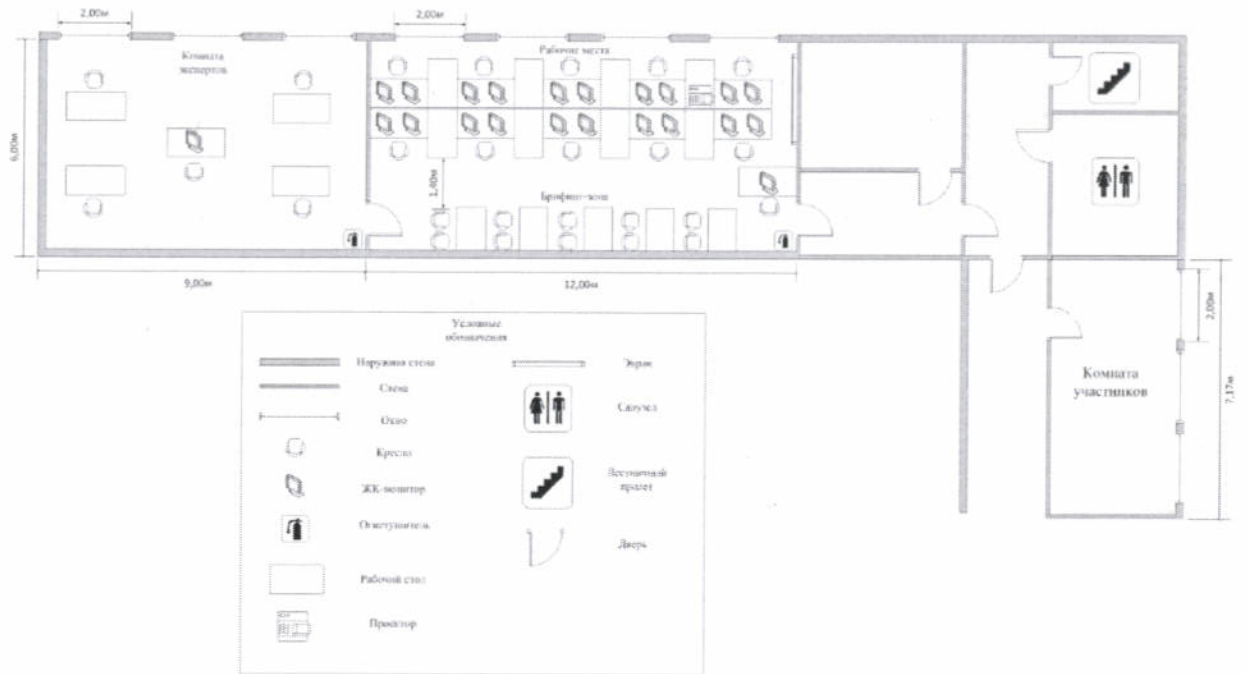 2,00м
2,00м
Комната
экспертов
Рабочие места
6,00м
1,40м
Брифинг-зона
9,00м
12,00м
2,00м
7,17м
Комната
участников
Условные
обозначения
Наружная стена
Стена
Окно
Кресло
ЖК-монитор
Огнетушитель
Рабочий стол
Проектор
Экран
Санузел
Лестничный
пролет
Дверь